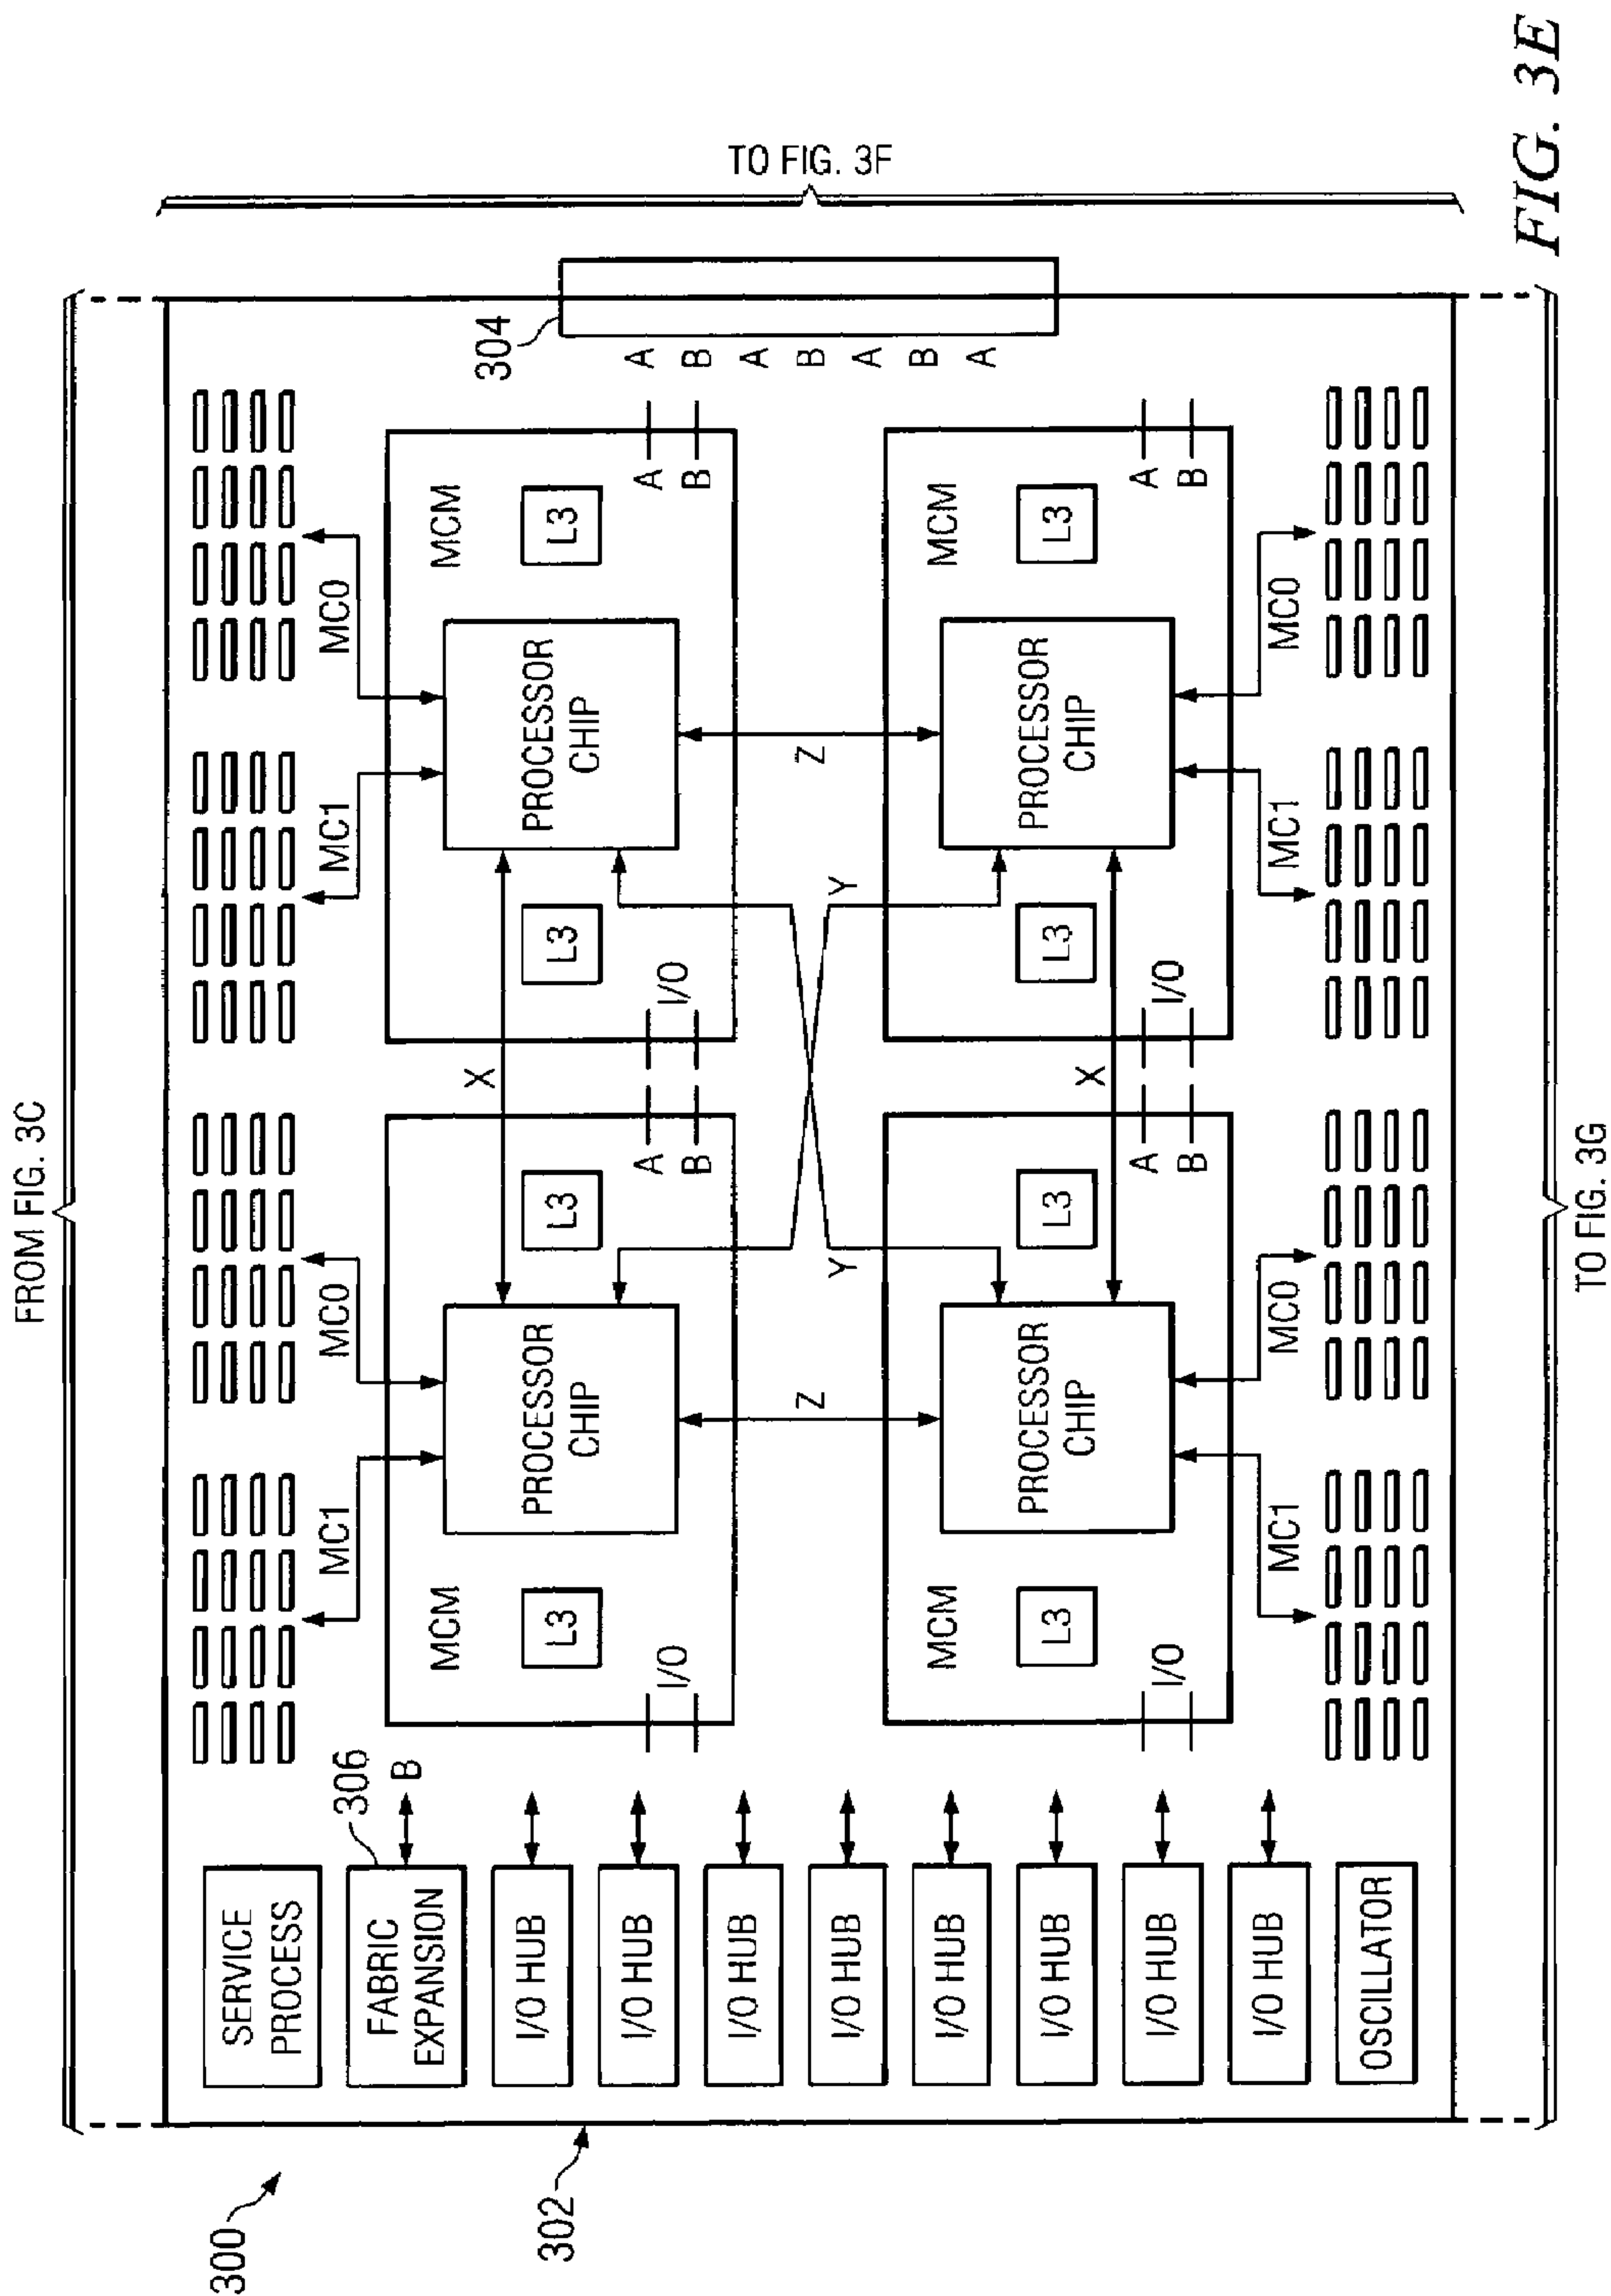 FROM FIG. 3C
300
302
SERVICE
PROCESS
FABRIC
EXPANSION
306
B
I/O HUB
I/O HUB
I/O HUB
I/O HUB
I/O HUB
I/O HUB
I/O HUB
I/O HUB
OSCILLATOR
MC1
MC0
MC1
MC0
MCM
L3
PROCESSOR
CHIP
L3
I/O
A
B
X
MCM
L3
PROCESSOR
CHIP
L3
I/O
A
B
Z
Y
Y
Z
MCM
L3
PROCESSOR
CHIP
L3
I/O
A
B
X
MCM
L3
PROCESSOR
CHIP
L3
I/O
A
B
MC1
MC0
MC1
MC0
304
A
B
A
B
A
B
A
TO FIG. 3F
TO FIG. 3G
FIG. 3E